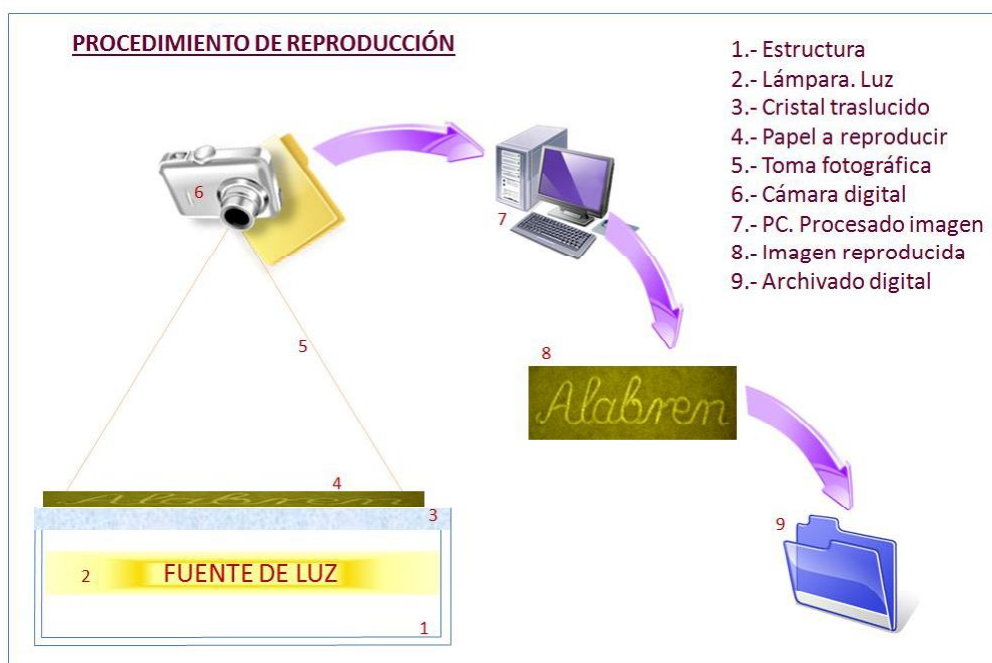 PROCEDIMIENTO DE REPRODUCCIÓN
1.- Estructura
2.- Lámpara. Luz
3.- Cristal traslucido
4.- Papel a reproducir
5.- Toma fotográfica
6.- Cámara digital
7.- PC. Procesado imagen
8.- Imagen reproducida
9.- Archivado digital
6
7
5
8
Alabren
4
Alabren
3
9
2
FUENTE DE LUZ
1